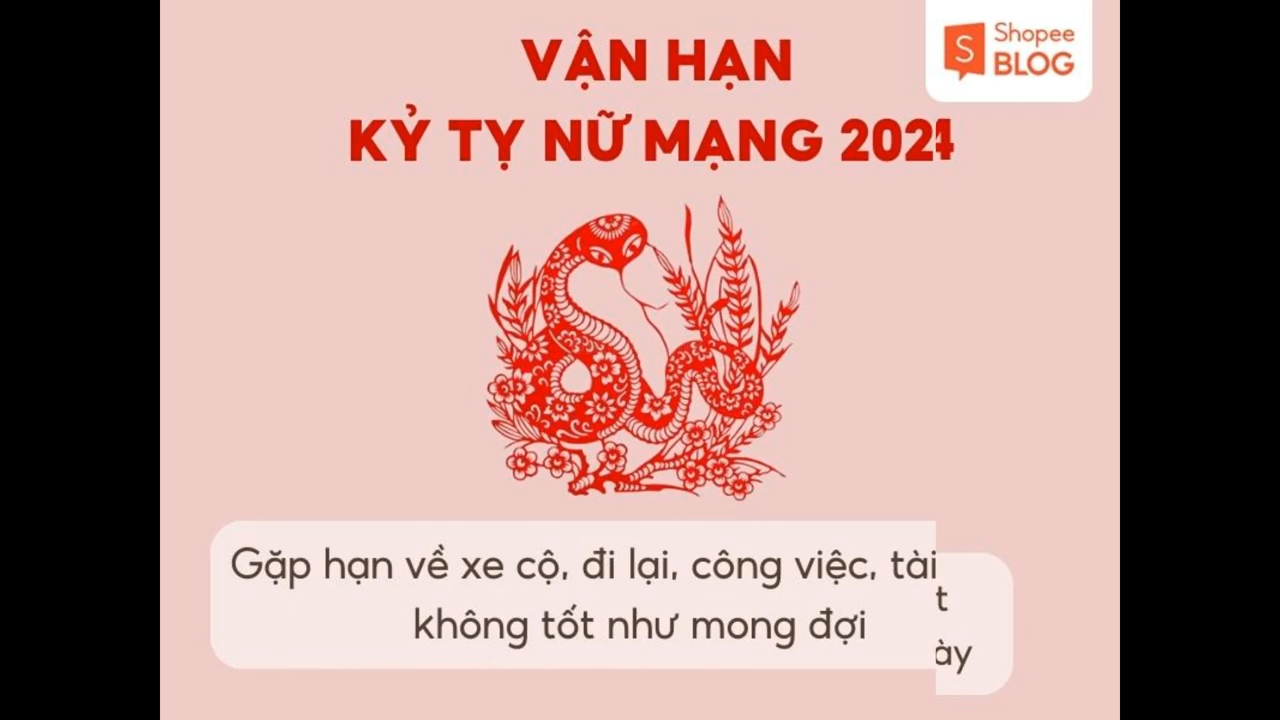 Shopee
BLOG
VẬN HẠN
KỶ TỴ NỮ MẠNG 2024
Gặp hạn về xe cộ, đi lại, công việc, tài
t
không tốt như mong đợi
ày